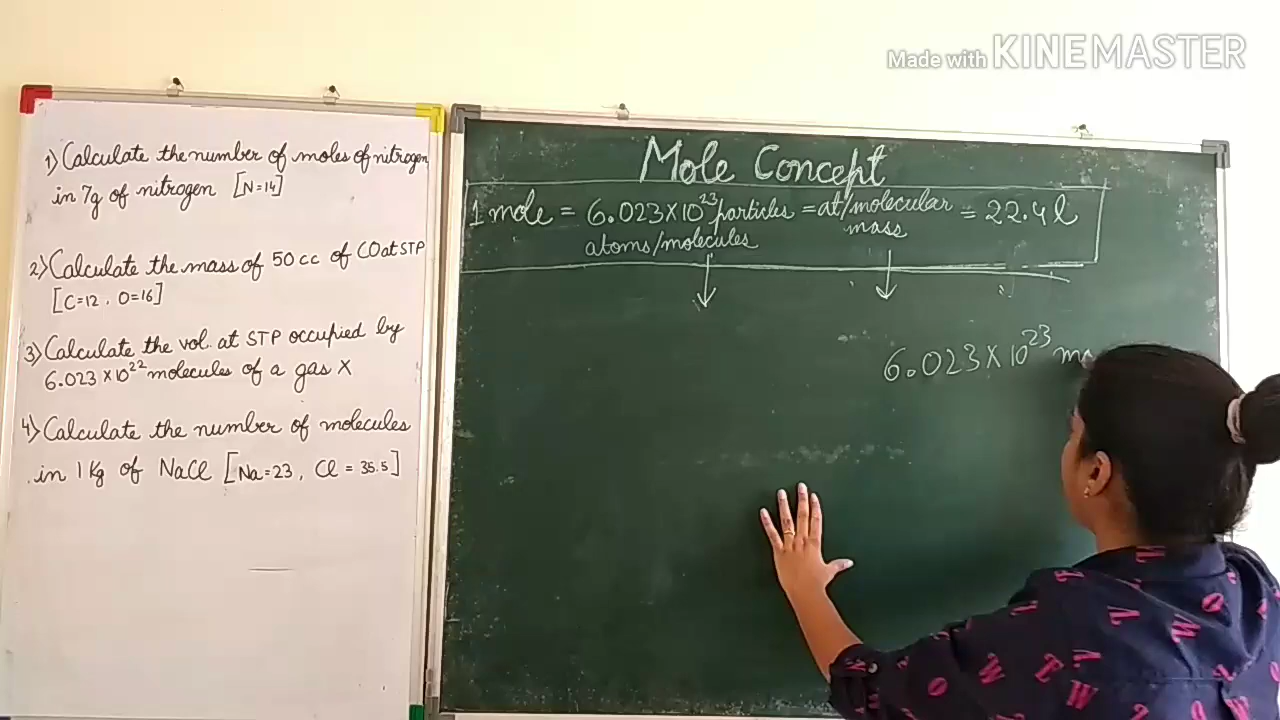 Made with KINEMASTER
1) Calculate the number of moles of nitrogen
in 7g of nitrogen [N=14]
2) Calculate the mass of 50 cc of CO at STP
[C=12, O=16]
3) Calculate the vol. at STP occupied by
6.023 × 10²² molecules of a gas X
4) Calculate the number of molecules
in 1 Kg of NaCl [Na=23, Cl = 35.5]
Mole Concept
1 mole = 6.023×10²³ particles = at/molecular = 22.4 l
atoms/molecules mass
6.023 × 10²³